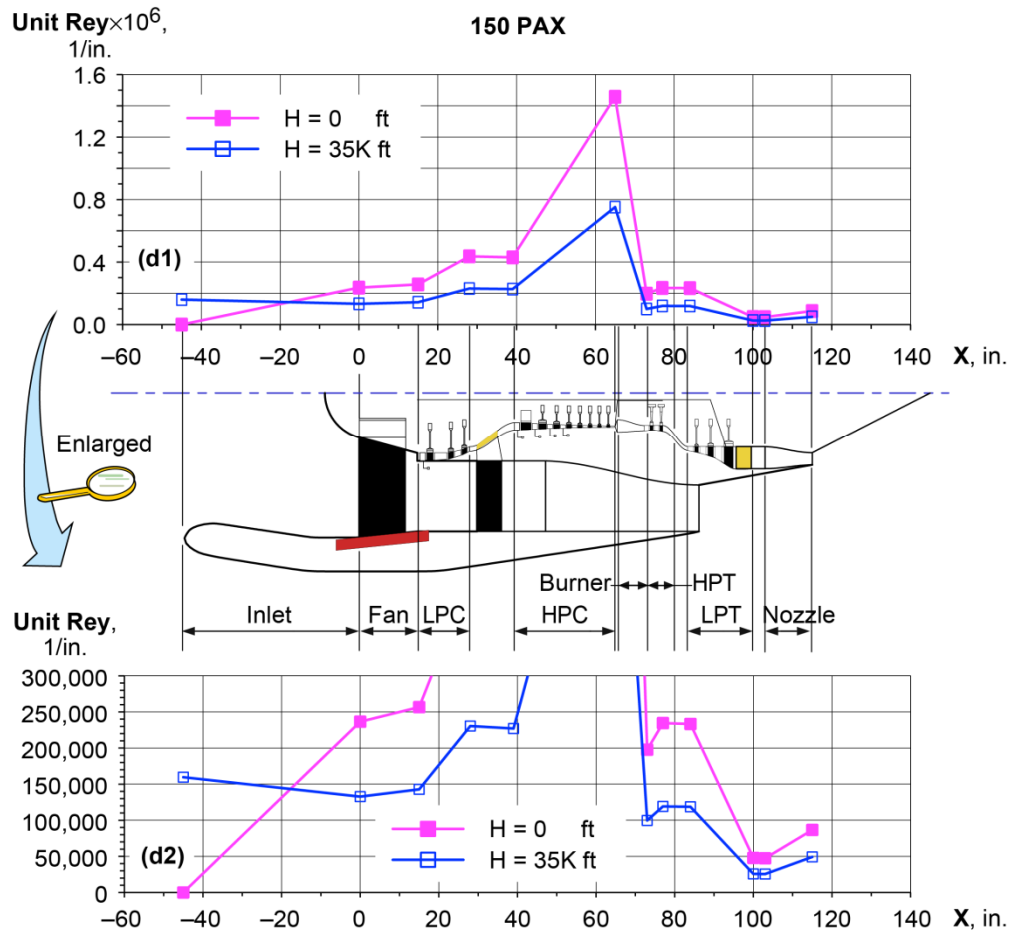 Unit Rey×10⁶,
1/in.
150 PAX
1.6
1.2
0.8
0.4
0.0
H = 0 ft
H = 35K ft
(d1)
–60 –40 –20 0 20 40 60 80 100 120 140 X, in.
Enlarged
Burner HPT
Inlet Fan LPC HPC LPT Nozzle
Unit Rey,
1/in.
300,000
250,000
200,000
150,000
100,000
50,000
0
H = 0 ft
H = 35K ft
(d2)
–60 –40 –20 0 20 40 60 80 100 120 140 X, in.